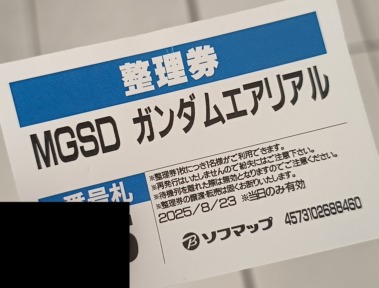 整理券
MGSD ガンダムエアリアル
番号札
※整理券1枚につき1名様がご利用できます。
※再発行はいたしませんので紛失にはご注意下さい。
※待機列を離れた際は無効となりますのでご注意ください。
※整理券の譲渡・転売は固くお断りいたします。
2025/8/23 ※当日のみ有効
ソフマップ 4573102688460